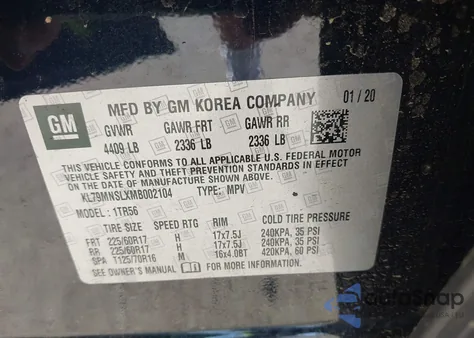 GM
MFD BY GM KOREA COMPANY 01/20
GVWR GAWR FRT GAWR RR
4409 LB 2336 LB 2336 LB
THIS VEHICLE CONFORMS TO ALL APPLICABLE U.S. FEDERAL MOTOR
VEHICLE SAFETY, BUMPER, AND THEFT PREVENTION STANDARDS
IN EFFECT ON THE DATE OF MANUFACTURE SHOWN ABOVE.
KL79MNSLXMB002104 TYPE: MPV
MODEL: 1TR56
TIRE SIZE SPEED RTG RIM COLD TIRE PRESSURE
FRT 225/60R17 H 17x7.5J 240KPA, 35 PSI
RR 225/60R17 H 17x7.5J 240KPA, 35 PSI
SPA T125/70R16 M 16x4.0BT 420KPA, 60 PSI
SEE OWNER'S MANUAL FOR MORE INFORMATION.
autosnap